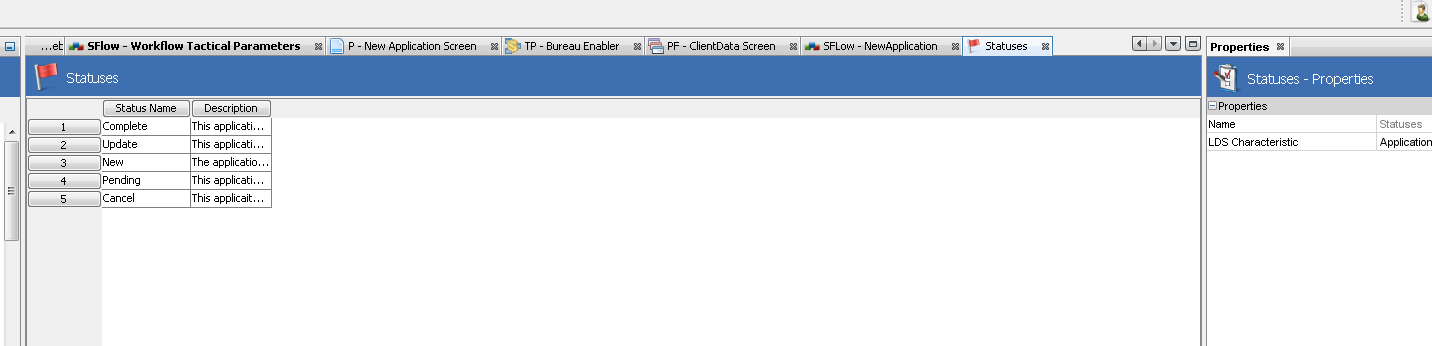 ...et SFlow - Workflow Tactical Parameters P - New Application Screen TP - Bureau Enabler PF - ClientData Screen SFLow - NewApplication Statuses
Properties
Statuses
Statuses - Properties
Status Name Description
Properties
1 Complete This applicati...
Name Statuses
2 Update This applicati...
LDS Characteristic Application
3 New The applicatio...
4 Pending This applicati...
5 Cancel This applicait...